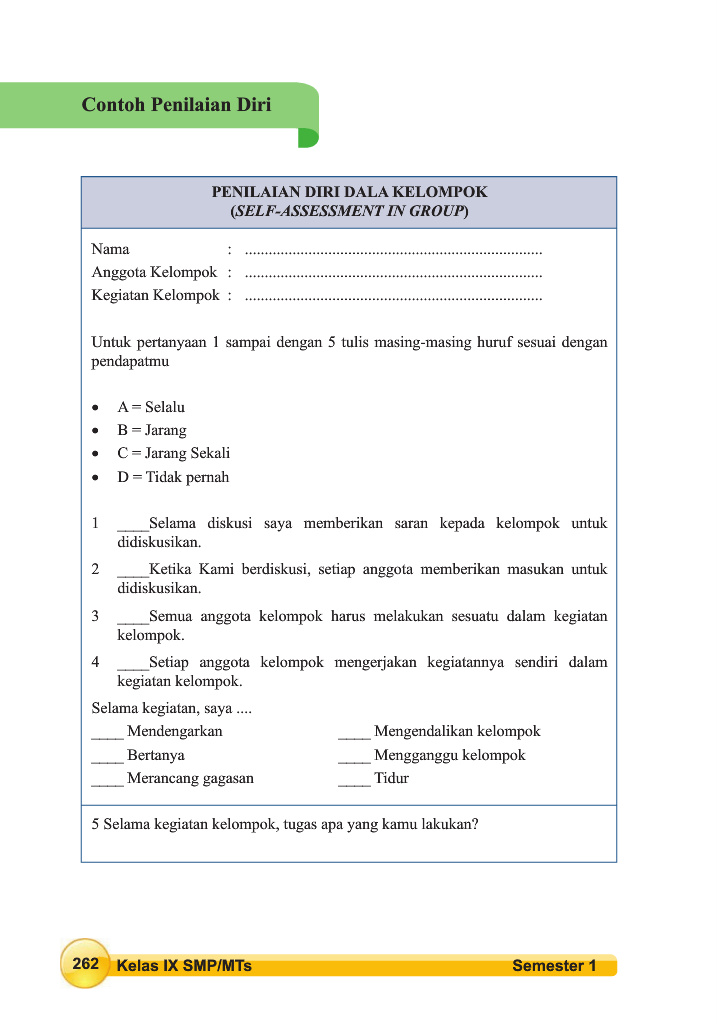 Contoh Penilaian Diri
PENILAIAN DIRI DALA KELOMPOK
(SELF-ASSESSMENT IN GROUP)
Nama : ...........................................................................
Anggota Kelompok : ...........................................................................
Kegiatan Kelompok : ...........................................................................
Untuk pertanyaan 1 sampai dengan 5 tulis masing-masing huruf sesuai dengan
pendapatmu
• A = Selalu
• B = Jarang
• C = Jarang Sekali
• D = Tidak pernah
1 ____Selama diskusi saya memberikan saran kepada kelompok untuk
didiskusikan.
2 ____Ketika Kami berdiskusi, setiap anggota memberikan masukan untuk
didiskusikan.
3 ____Semua anggota kelompok harus melakukan sesuatu dalam kegiatan
kelompok.
4 ____Setiap anggota kelompok mengerjakan kegiatannya sendiri dalam
kegiatan kelompok.
Selama kegiatan, saya ....
____ Mendengarkan ____ Mengendalikan kelompok
____ Bertanya ____ Mengganggu kelompok
____ Merancang gagasan ____ Tidur
5 Selama kegiatan kelompok, tugas apa yang kamu lakukan?
262 Kelas IX SMP/MTs Semester 1